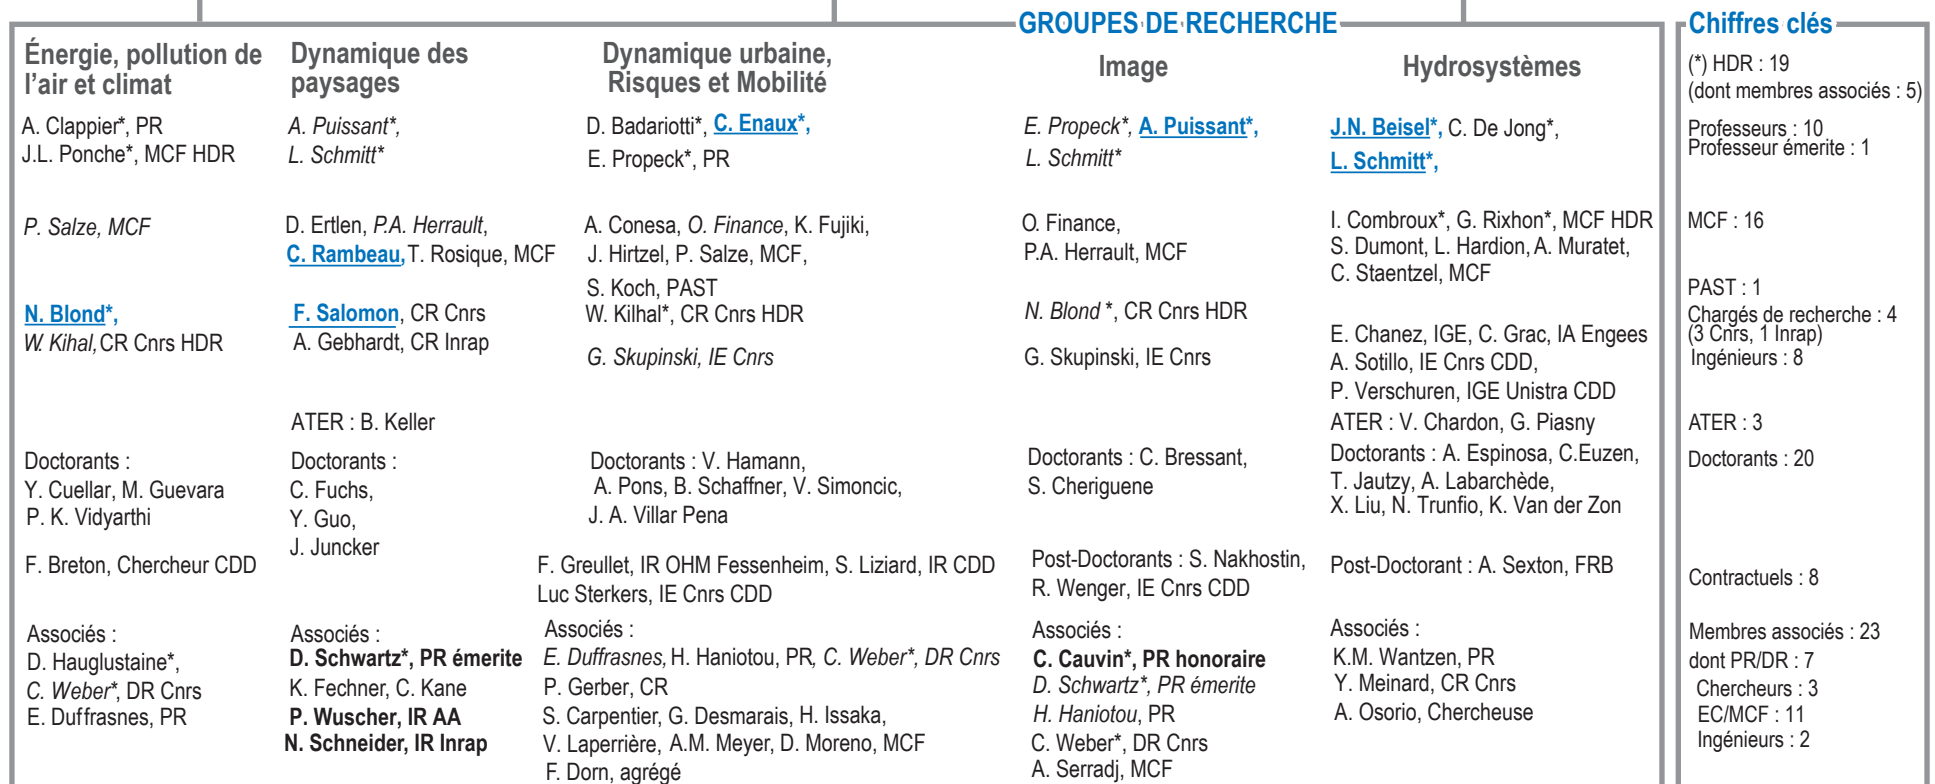 GROUPES DE RECHERCHE
Énergie, pollution de
l'air et climat
A. Clappier*, PR
J.L. Ponche*, MCF HDR
P. Salze, MCF
N. Blond*,
W. Kihal, CR Cnrs HDR
Doctorants :
Y. Cuellar, M. Guevara
P. K. Vidyarthi
F. Breton, Chercheur CDD
Associés :
D. Hauglustaine*,
C. Weber*, DR Cnrs
E. Duffrasnes, PR
Dynamique des
paysages
A. Puissant*,
L. Schmitt*
D. Ertlen, P.A. Herrault,
C. Rambeau, T. Rosique, MCF
F. Salomon, CR Cnrs
A. Gebhardt, CR Inrap
ATER : B. Keller
Doctorants :
C. Fuchs,
Y. Guo,
J. Juncker
Associés :
D. Schwartz*, PR émerite
K. Fechner, C. Kane
P. Wuscher, IR AA
N. Schneider, IR Inrap
Dynamique urbaine,
Risques et Mobilité
D. Badariotti*, C. Enaux*,
E. Propeck*, PR
A. Conesa, O. Finance, K. Fujiki,
J. Hirtzel, P. Salze, MCF,
S. Koch, PAST
W. Kilhal*, CR Cnrs HDR
G. Skupinski, IE Cnrs
Doctorants : V. Hamann,
A. Pons, B. Schaffner, V. Simoncic,
J. A. Villar Pena
F. Greullet, IR OHM Fessenheim, S. Liziard, IR CDD
Luc Sterkers, IE Cnrs CDD
Associés :
E. Duffrasnes, H. Haniotou, PR, C. Weber*, DR Cnrs
P. Gerber, CR
S. Carpentier, G. Desmarais, H. Issaka,
V. Laperrière, A.M. Meyer, D. Moreno, MCF
F. Dorn, agrégé
Image
E. Propeck*, A. Puissant*,
L. Schmitt*
O. Finance,
P.A. Herrault, MCF
N. Blond *, CR Cnrs HDR
G. Skupinski, IE Cnrs
Doctorants : C. Bressant,
S. Cheriguene
Post-Doctorants : S. Nakhostin,
R. Wenger, IE Cnrs CDD
Associés :
C. Cauvin*, PR honoraire
D. Schwartz*, PR émerite
H. Haniotou, PR
C. Weber*, DR Cnrs
A. Serradj, MCF
Hydrosystèmes
J.N. Beisel*, C. De Jong*,
L. Schmitt*,
I. Combroux*, G. Rixhon*, MCF HDR
S. Dumont, L. Hardion, A. Muratet,
C. Staentzel, MCF
E. Chanez, IGE, C. Grac, IA Engees
A. Sotillo, IE Cnrs CDD,
P. Verschuren, IGE Unistra CDD
ATER : V. Chardon, G. Piasny
Doctorants : A. Espinosa, C.Euzen,
T. Jautzy, A. Labarchède,
X. Liu, N. Trunfio, K. Van der Zon
Post-Doctorant : A. Sexton, FRB
Associés :
K.M. Wantzen, PR
Y. Meinard, CR Cnrs
A. Osorio, Chercheuse
Chiffres clés
(*) HDR : 19
(dont membres associés : 5)
Professeurs : 10
Professeur émerite : 1
MCF : 16
PAST : 1
Chargés de recherche : 4
(3 Cnrs, 1 Inrap)
Ingénieurs : 8
ATER : 3
Doctorants : 20
Contractuels : 8
Membres associés : 23
dont PR/DR : 7
Chercheurs : 3
EC/MCF : 11
Ingénieurs : 2